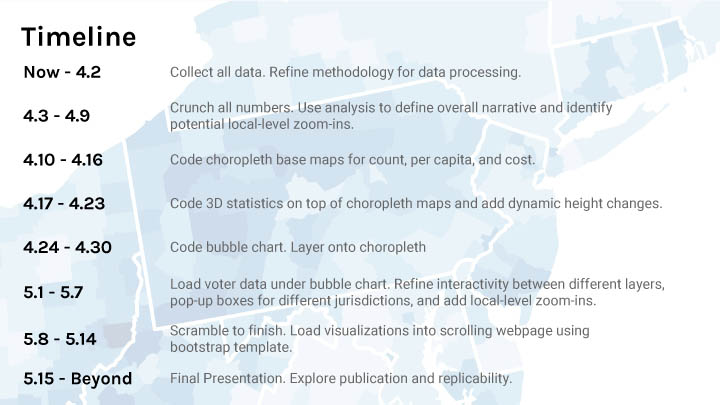 Timeline
Now - 4.2 Collect all data. Refine methodology for data processing.
4.3 - 4.9 Crunch all numbers. Use analysis to define overall narrative and identify
potential local-level zoom-ins.
4.10 - 4.16 Code choropleth base maps for count, per capita, and cost.
4.17 - 4.23 Code 3D statistics on top of choropleth maps and add dynamic height changes.
4.24 - 4.30 Code bubble chart. Layer onto choropleth
5.1 - 5.7 Load voter data under bubble chart. Refine interactivity between different layers,
pop-up boxes for different jurisdictions, and add local-level zoom-ins.
5.8 - 5.14 Scramble to finish. Load visualizations into scrolling webpage using
bootstrap template.
5.15 - Beyond Final Presentation. Explore publication and replicability.